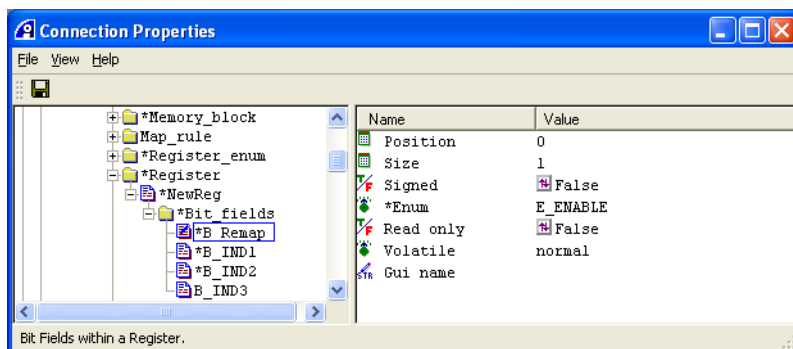 Connection Properties
File View Help
*Memory_block
Map_rule
*Register_enum
*Register
*NewReg
*Bit_fields
*B_Remap
*B_IND1
*B_IND2
B_IND3
Name Value
Position 0
Size 1
T/F Signed False
*Enum E_ENABLE
T/F Read only False
Volatile normal
STR Gui name
Bit Fields within a Register.